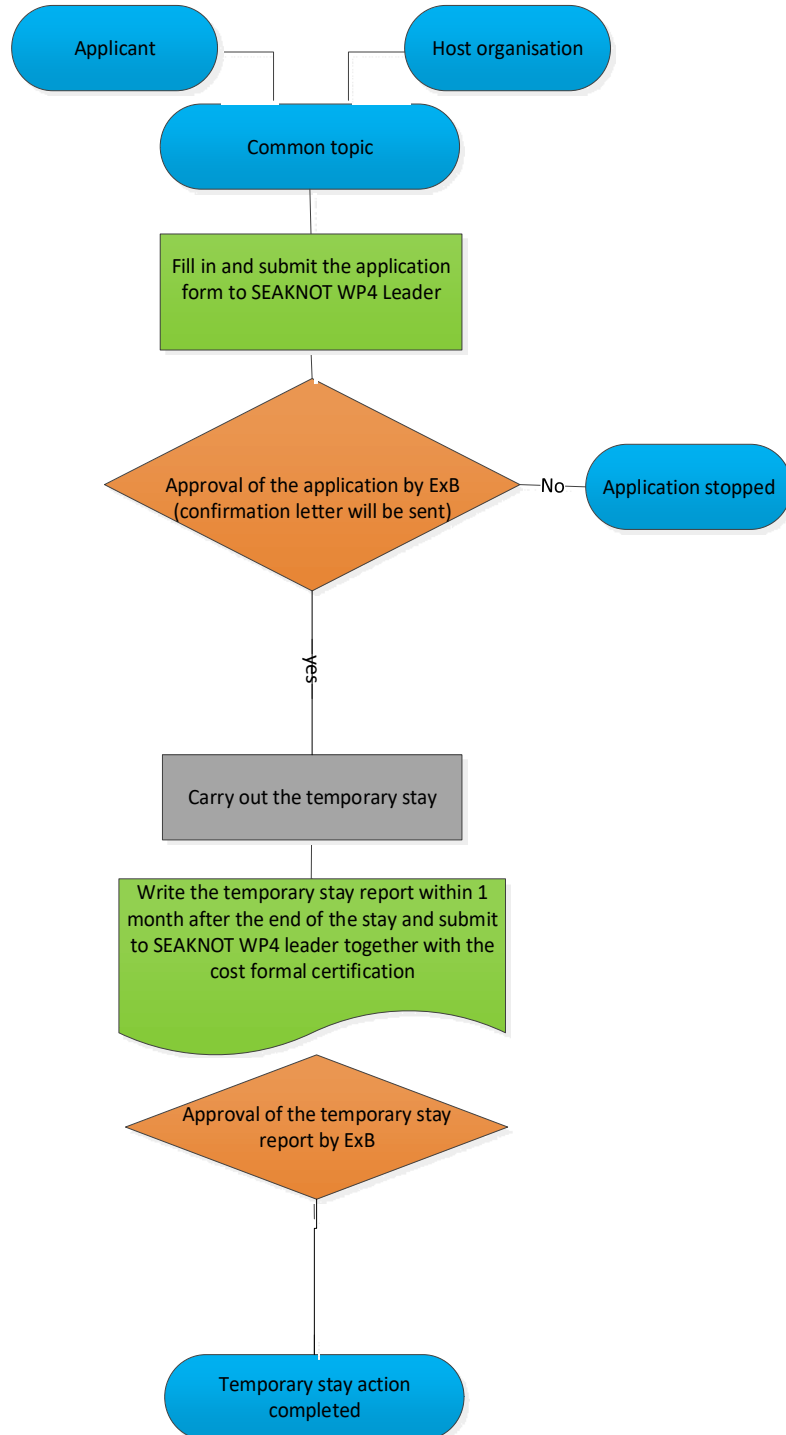 Applicant
Host organisation
Common topic
Fill in and submit the application
form to SEAKNOT WP4 Leader
Approval of the application by ExB
(confirmation letter will be sent)
No
Application stopped
yes
Carry out the temporary stay
Write the temporary stay report within 1
month after the end of the stay and submit
to SEAKNOT WP4 leader together with the
cost formal certification
Approval of the temporary stay
report by ExB
Temporary stay action
completed